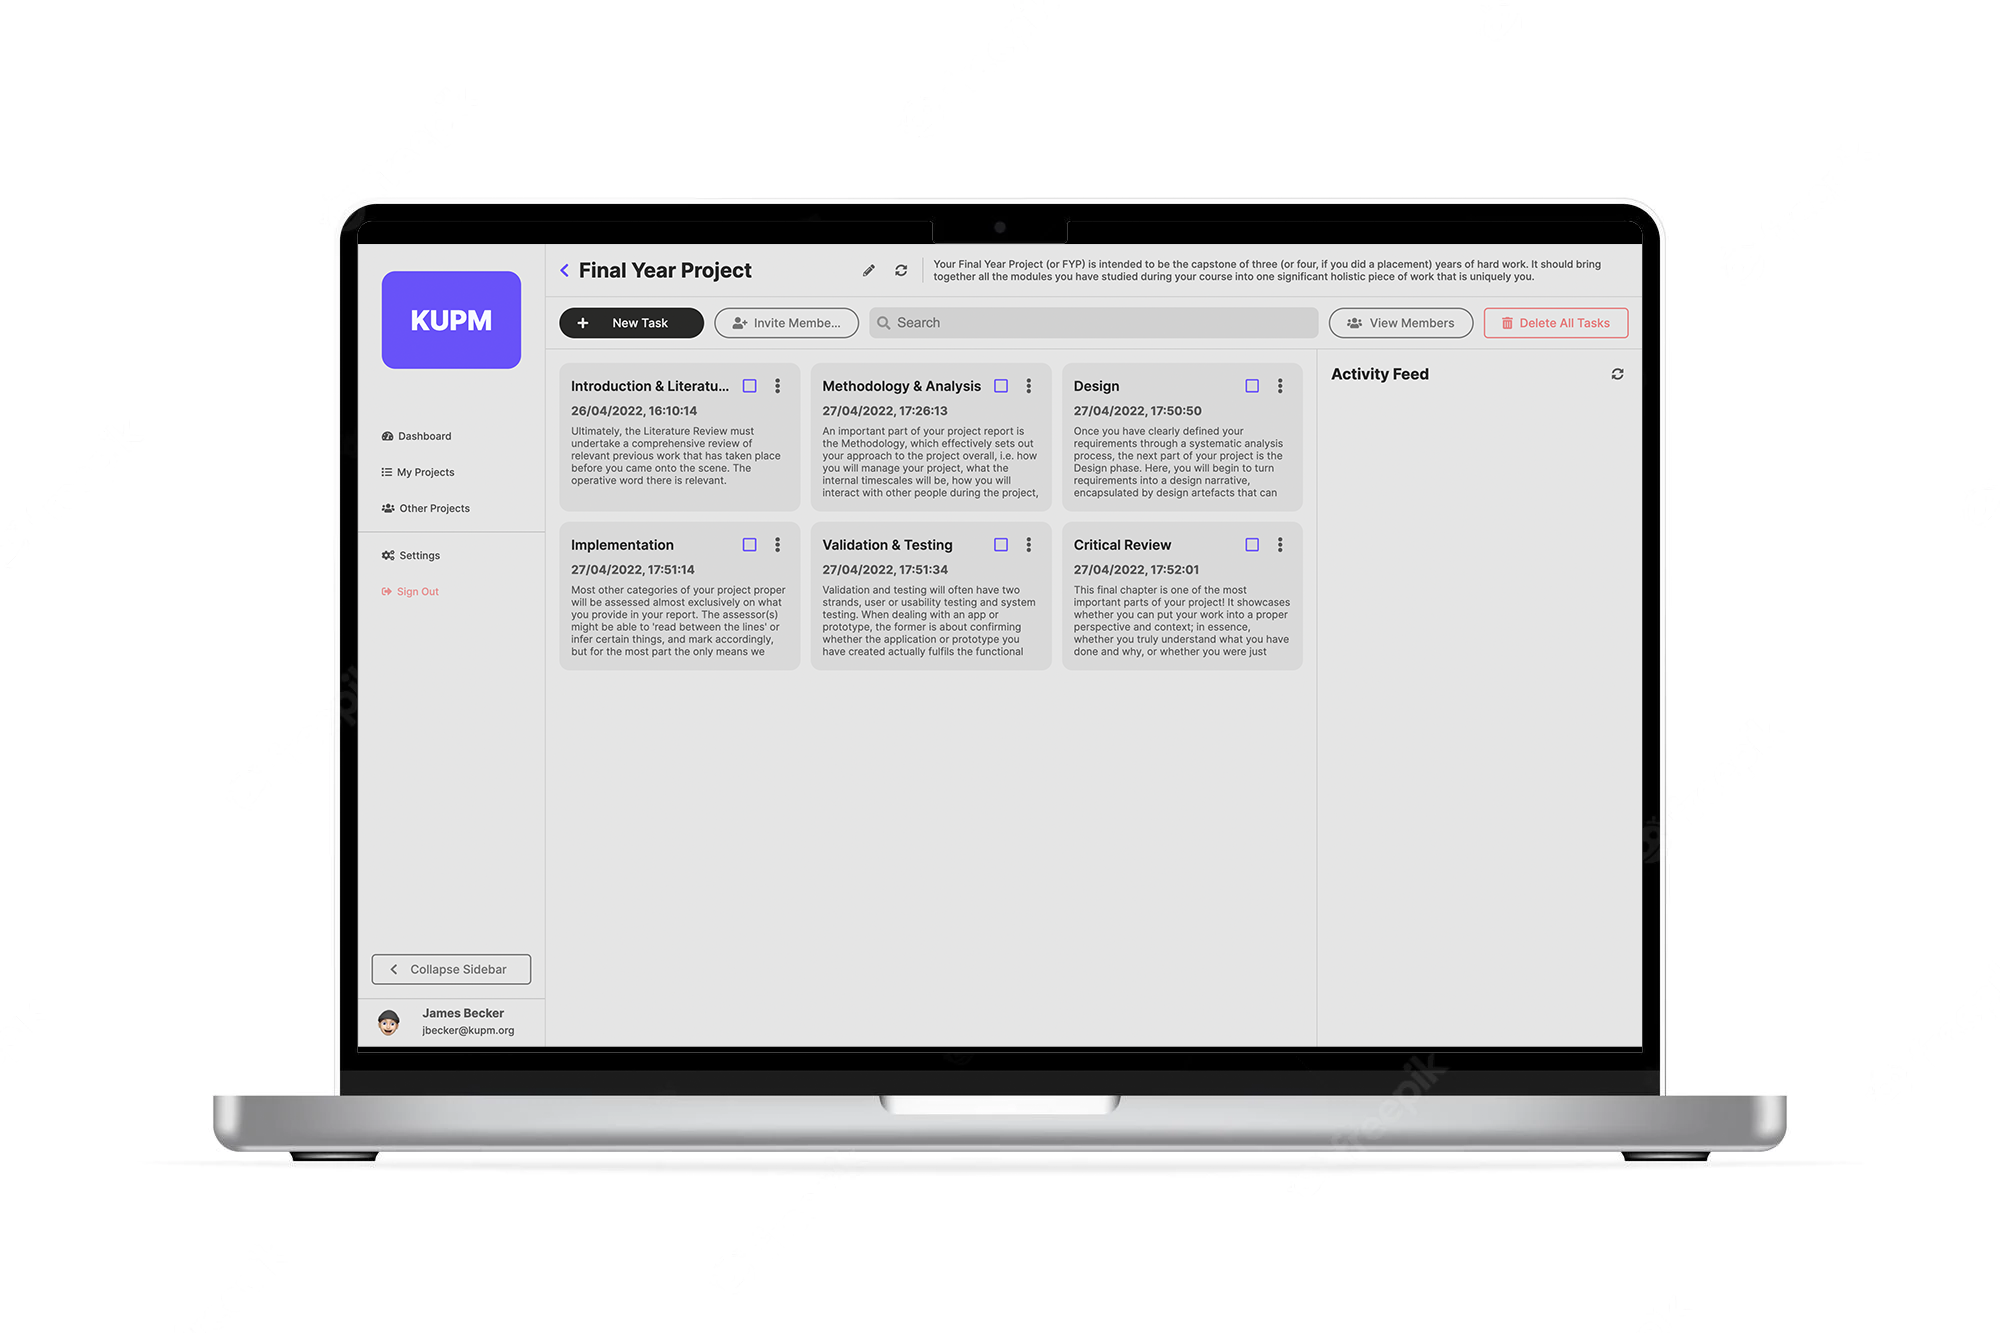 KUPM
Dashboard
My Projects
Other Projects
Settings
Sign Out
Collapse Sidebar
James Becker
jbecker@kupm.org
Final Year Project
Your Final Year Project (or FYP) is intended to be the capstone of three (or four, if you did a placement) years of hard work. It should bring
together all the modules you have studied during your course into one significant holistic piece of work that is uniquely you.
New Task
Invite Membe...
Search
View Members
Delete All Tasks
Introduction & Literatu...
26/04/2022, 16:10:14
Ultimately, the Literature Review must
undertake a comprehensive review of
relevant previous work that has taken place
before you came onto the scene. The
operative word there is relevant.
Methodology & Analysis
27/04/2022, 17:26:13
An important part of your project report is
the Methodology, which effectively sets out
your approach to the project overall, i.e. how
you will manage your project, what the
internal timescales will be, how you will
interact with other people during the project,
Design
27/04/2022, 17:50:50
Once you have clearly defined your
requirements through a systematic analysis
process, the next part of your project is the
Design phase. Here, you will begin to turn
requirements into a design narrative,
encapsulated by design artefacts that can
Implementation
27/04/2022, 17:51:14
Most other categories of your project proper
will be assessed almost exclusively on what
you provide in your report. The assessor(s)
might be able to 'read between the lines' or
infer certain things, and mark accordingly,
but for the most part the only means we
Validation & Testing
27/04/2022, 17:51:34
Validation and testing will often have two
strands, user or usability testing and system
testing. When dealing with an app or
prototype, the former is about confirming
whether the application or prototype you
have created actually fulfils the functional
Critical Review
27/04/2022, 17:52:01
This final chapter is one of the most
important parts of your project! It showcases
whether you can put your work into a proper
perspective and context; in essence,
whether you truly understand what you have
done and why, or whether you were just
Activity Feed
freepik